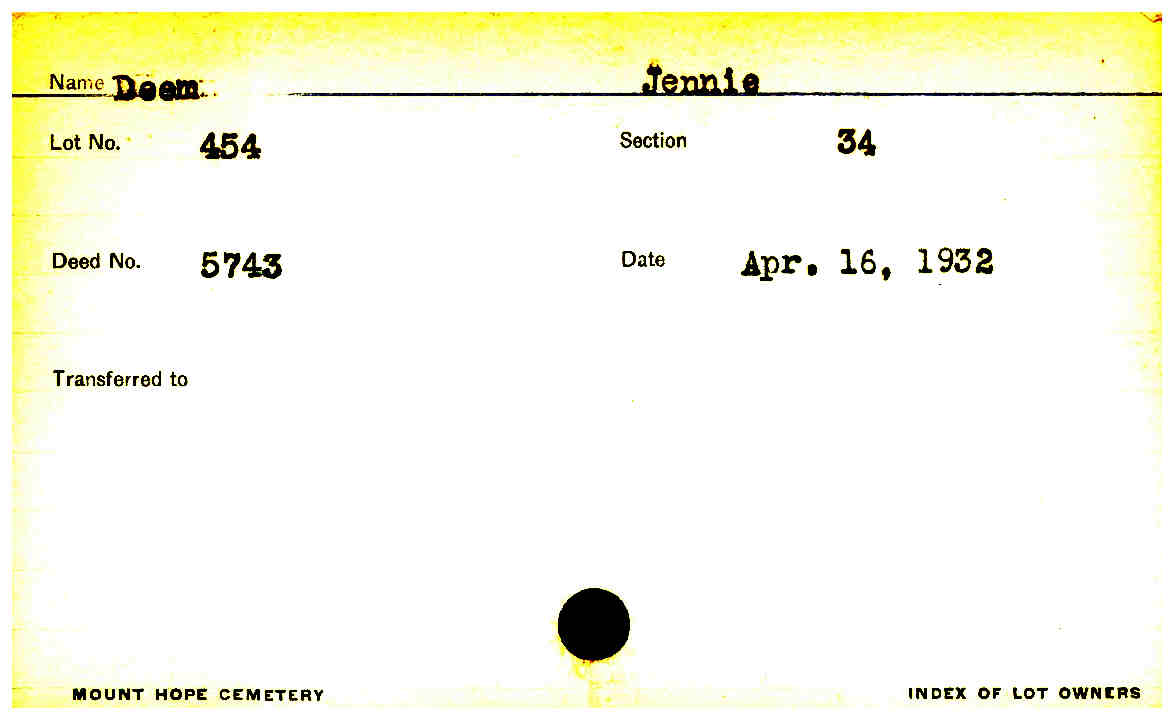 Name Deem Jennie
Lot No. 454 Section 34
Deed No. 5743 Date Apr. 16, 1932
Transferred to
MOUNT HOPE CEMETERY INDEX OF LOT OWNERS